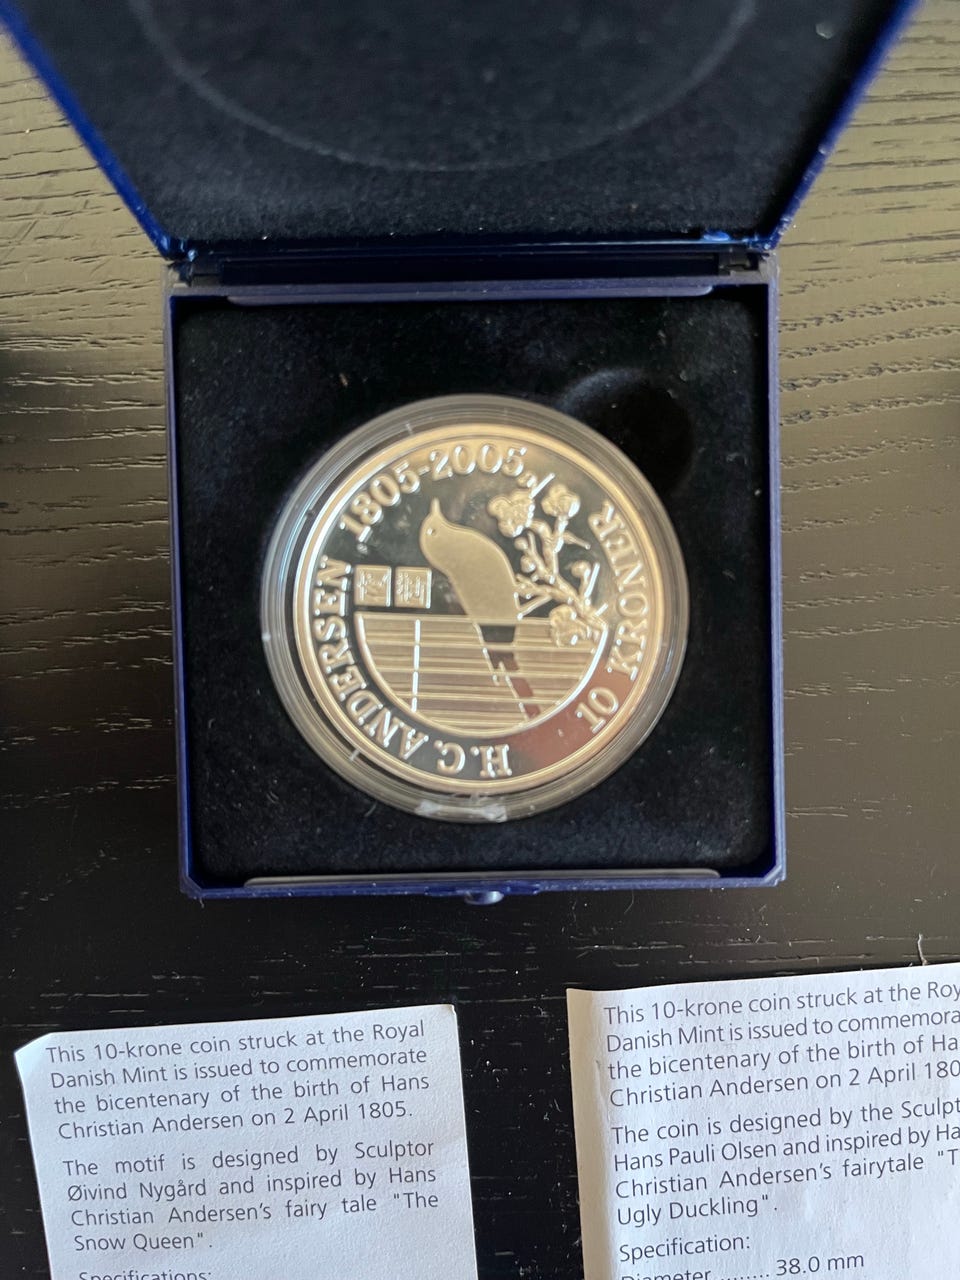 H.C. ANDERSEN 1805-2005
10 KRONER
This 10-krone coin struck at the Royal
Danish Mint is issued to commemorate
the bicentenary of the birth of Hans
Christian Andersen on 2 April 1805.
The motif is designed by Sculptor
Øivind Nygård and inspired by Hans
Christian Andersen's fairy tale "The
Snow Queen".
Specifications:
This 10-krone coin struck at the
Danish Mint is issued to
the bicentenary of the birth of
Christian Andersen on 2 April
The coin is designed by the
Hans Pauli Olsen and inspired by
Christian Andersen's fairytale
Ugly Duckling".
Specification:
Diameter ......... 38.0 mm